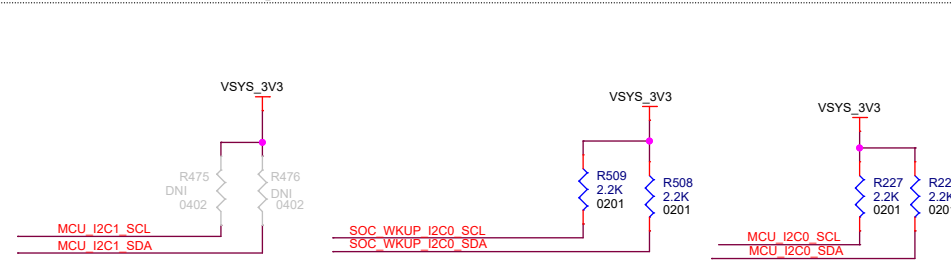 VSYS_3V3
R475
DNI
0402
R476
DNI
0402
MCU_I2C1_SCL
MCU_I2C1_SDA
VSYS_3V3
R509
2.2K
0201
R508
2.2K
0201
SOC_WKUP_I2C0_SCL
SOC_WKUP_I2C0_SDA
VSYS_3V3
R227
2.2K
0201
MCU_I2C0_SCL
MCU_I2C0_SDA